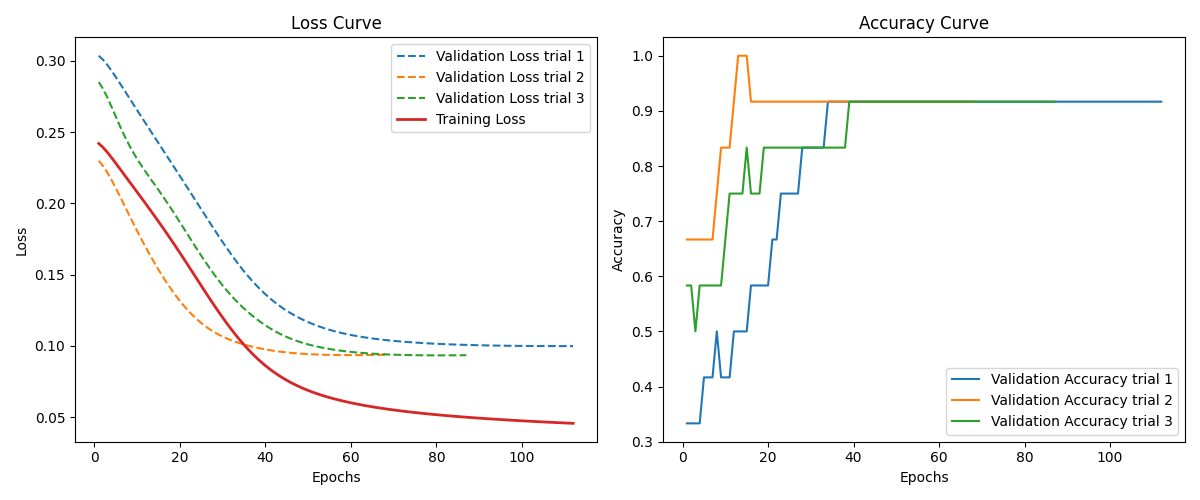 Loss Curve
Validation Loss trial 1
Validation Loss trial 2
Validation Loss trial 3
Training Loss
0.30
0.25
0.20
0.15
0.10
0.05
Loss
0 20 40 60 80 100
Epochs
Accuracy Curve
1.0
0.9
0.8
0.7
0.6
0.5
0.4
0.3
Accuracy
Validation Accuracy trial 1
Validation Accuracy trial 2
Validation Accuracy trial 3
0 20 40 60 80 100
Epochs